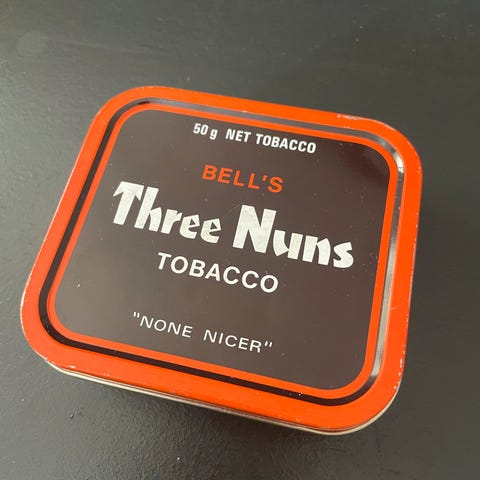 50 g NET TOBACCO
BELL'S
Three Nuns
TOBACCO
"NONE NICER"